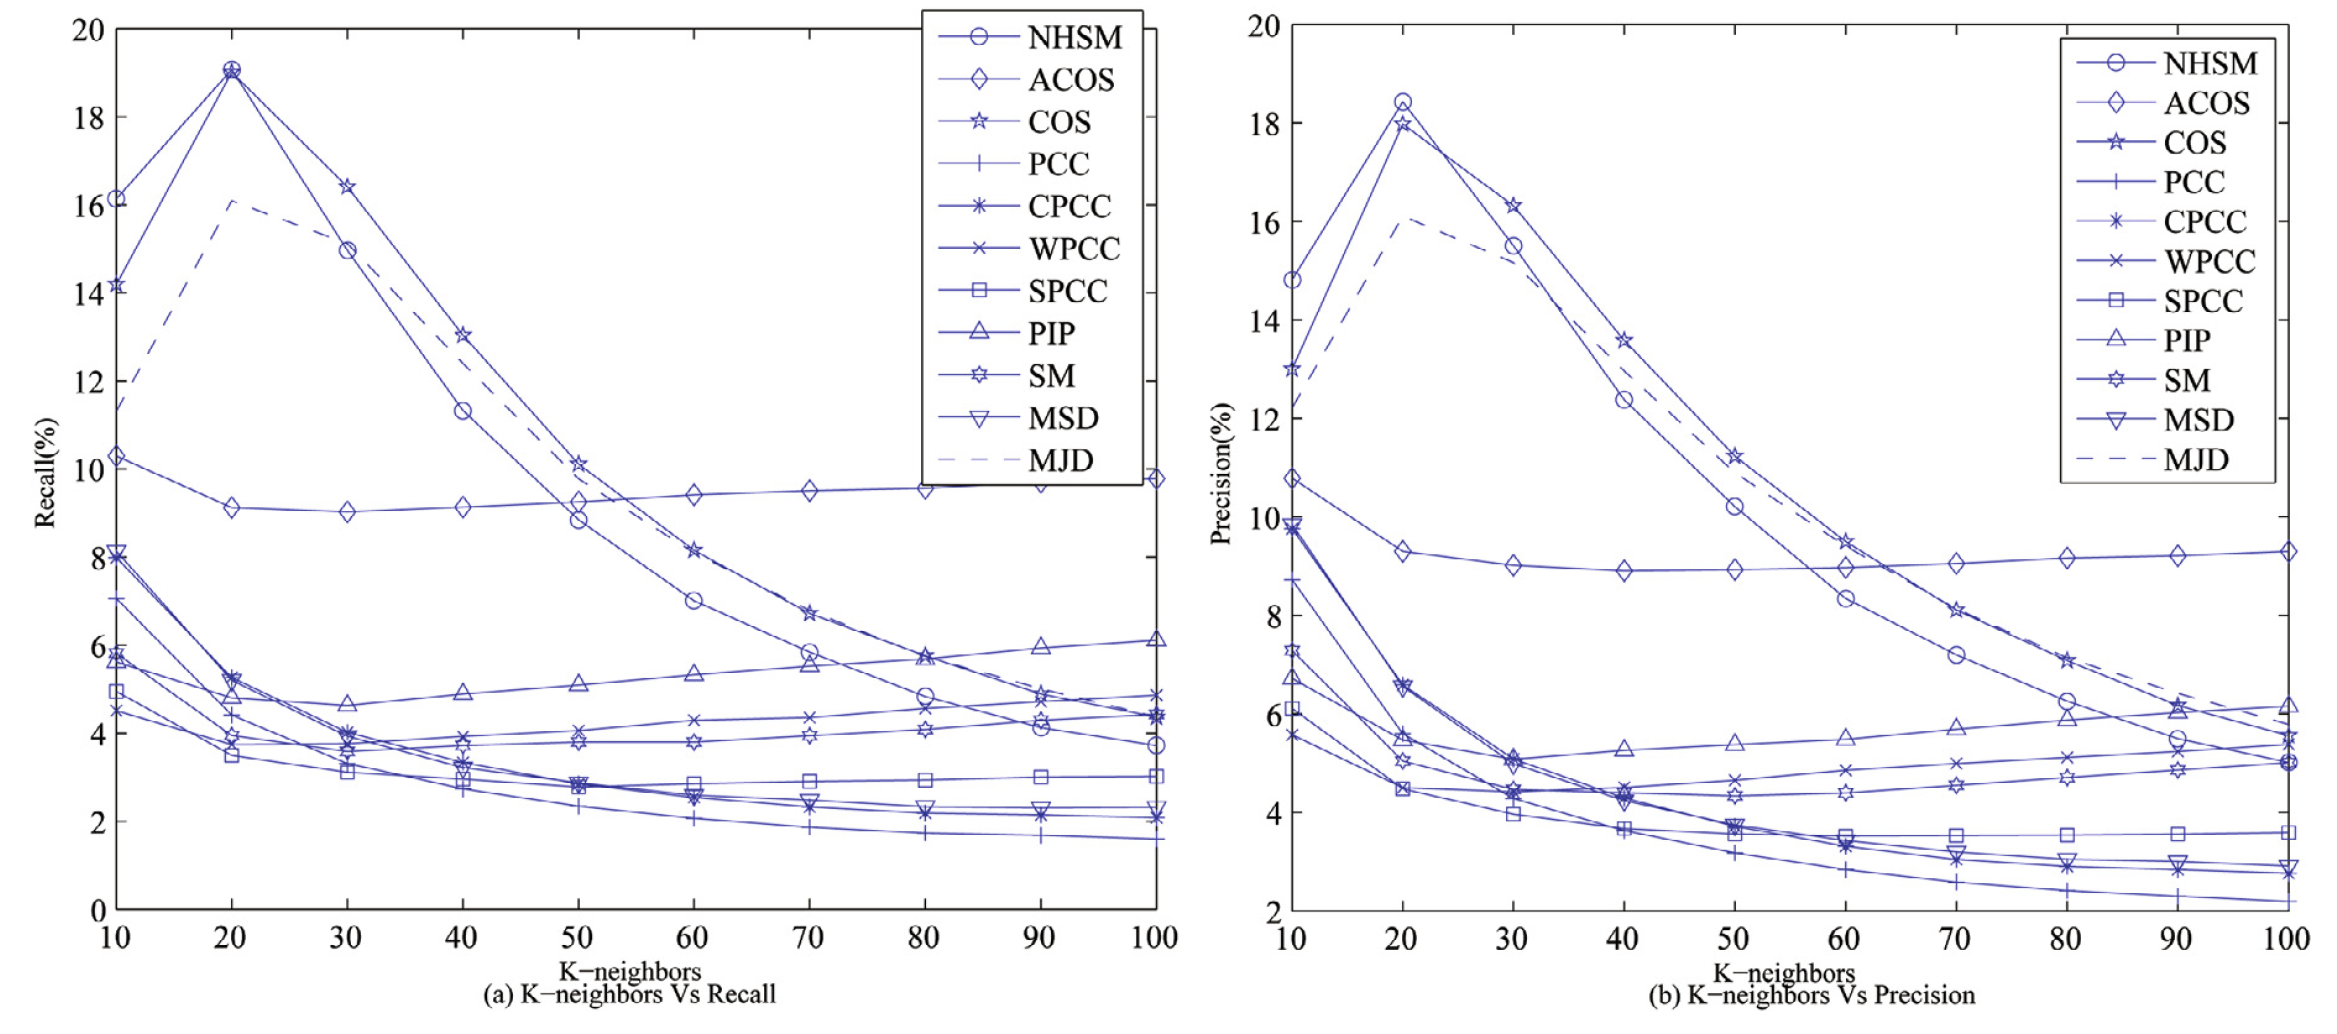 20
18
16
14
12
10
8
6
4
2
0
Recall(%)
NHSM
ACOS
COS
PCC
CPCC
WPCC
SPCC
PIP
SM
MSD
MJD
10 20 30 40 50 60 70 80 90 100
K−neighbors
(a) K−neighbors Vs Recall
20
18
16
14
12
10
8
6
4
2
Precision(%)
NHSM
ACOS
COS
PCC
CPCC
WPCC
SPCC
PIP
SM
MSD
MJD
10 20 30 40 50 60 70 80 90 100
K−neighbors
(b) K−neighbors Vs Precision